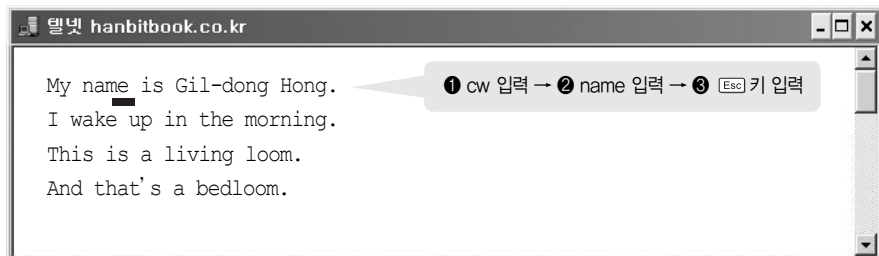 텔넷 hanbitbook.co.kr
My name is Gil-dong Hong.
❶ cw 입력 → ❷ name 입력 → ❸ Esc 키 입력
I wake up in the morning.
This is a living loom.
And that's a bedloom.